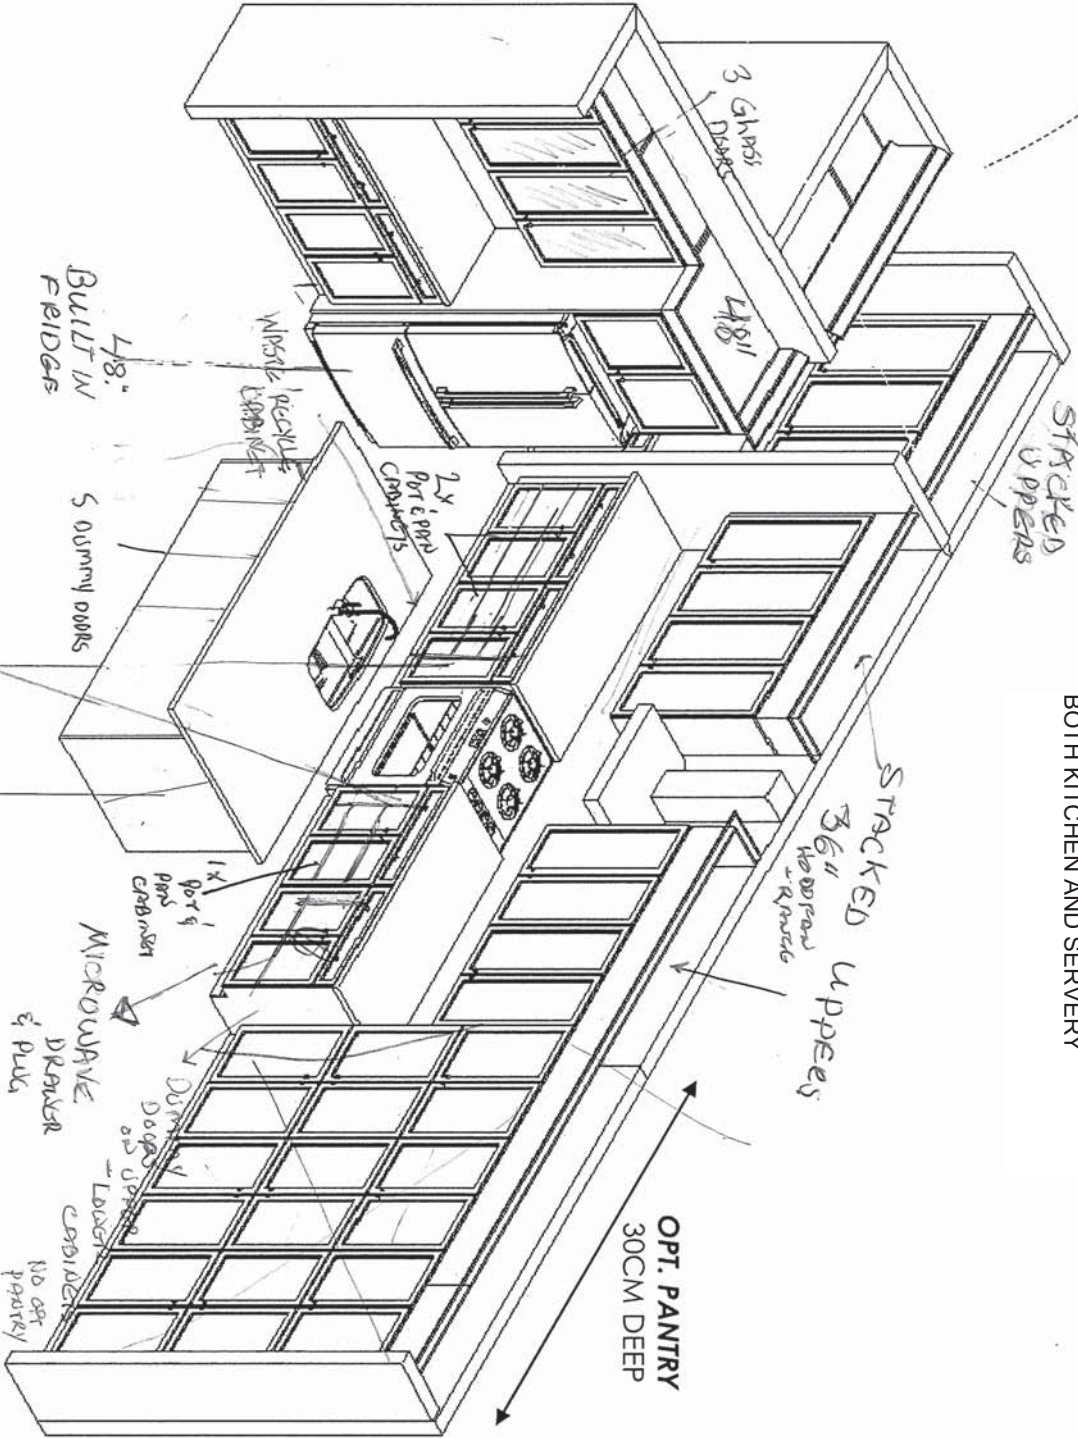 BOTH KITCHEN AND SERVERY
STACKED
UPPERS
3 GLASS
DOORS
48"
STACKED UPPERS
36"
HOODFAN
+ RANGE
OPT. PANTRY
30CM DEEP
48"
BUILT IN
FRIDGE
WASTE/RECYCLE
CABINET
2X
POT & PAN
CABINETS
5 DUMMY DOORS
1X
POT &
PAN
CABINET
MICROWAVE
DRAWER
& PLUG
DUMMY
DOORS
ON UPPER
+ LOWER
CABINETS
NO OPT
PANTRY